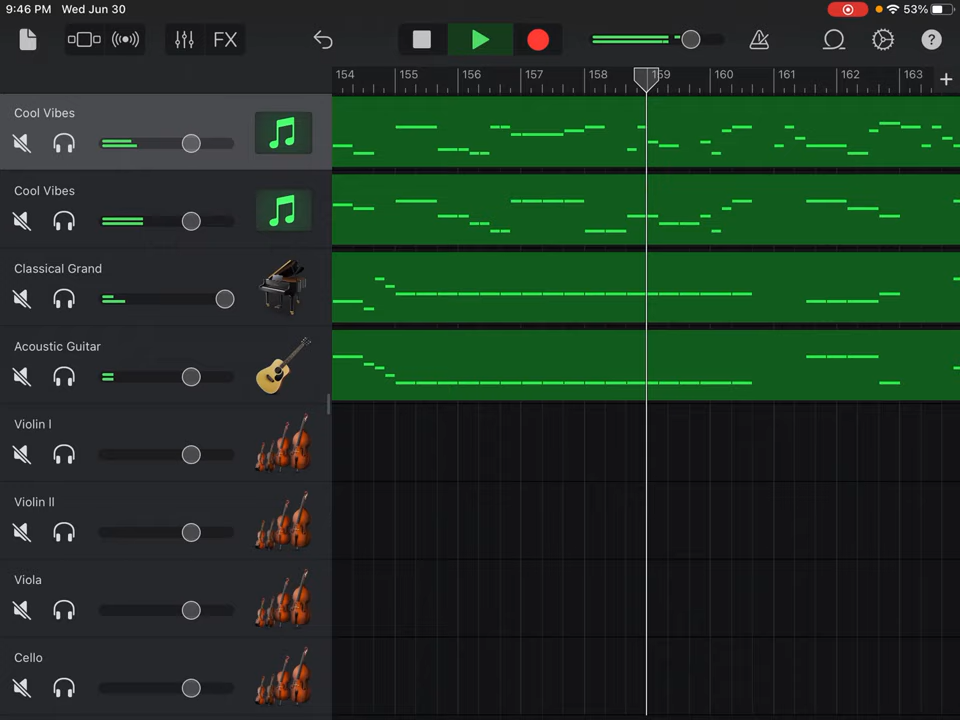 9:46 PM Wed Jun 30
53%
FX
?
154 155 156 157 158 159 160 161 162 163 +
Cool Vibes
Cool Vibes
Classical Grand
Acoustic Guitar
Violin I
Violin II
Viola
Cello